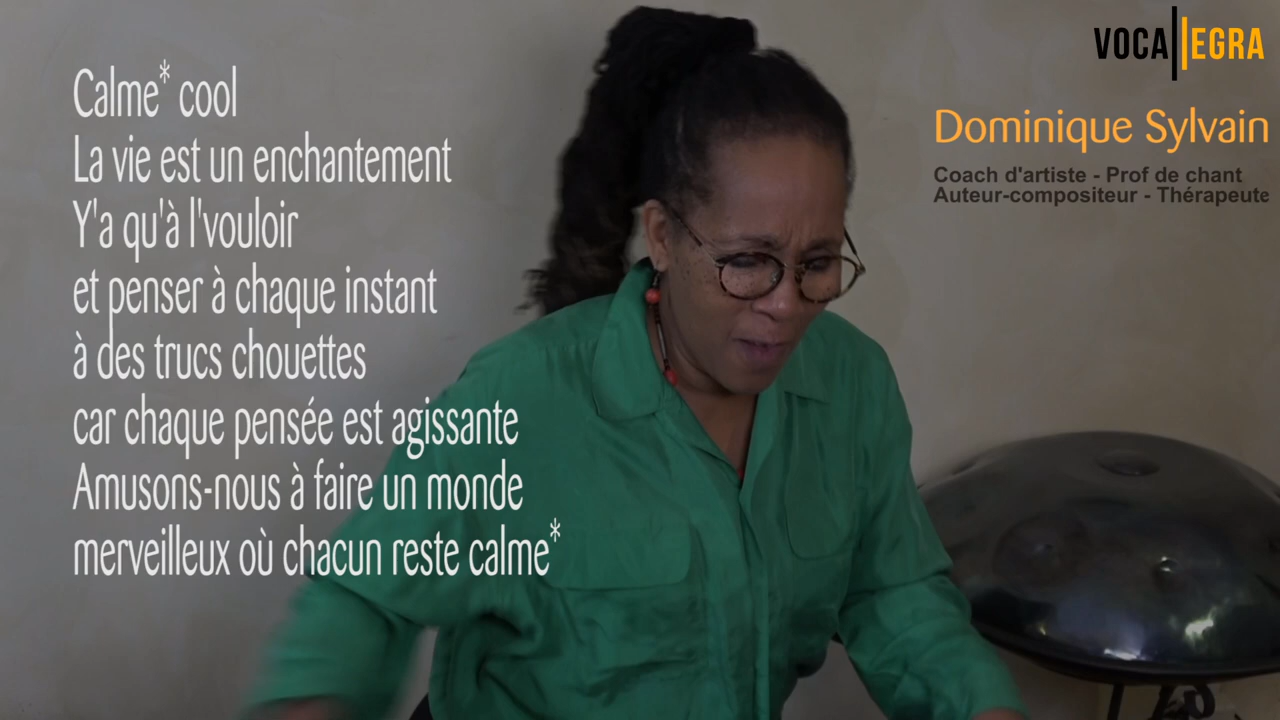 Calme* cool
La vie est un enchantement
Y'a qu'à l'vouloir
et penser à chaque instant
à des trucs chouettes
car chaque pensée est agissante
Amusons-nous à faire un monde
merveilleux où chacun reste calme*
VOCALLEGRA
Dominique Sylvain
Coach d'artiste - Prof de chant
Auteur-compositeur - Thérapeute